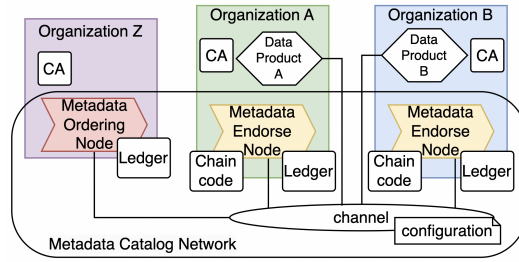 Organization Z
CA
Metadata
Ordering
Node
Ledger
Organization A
CA
Data
Product
A
Metadata
Endorse
Node
Chain
code
Ledger
Organization B
Data
Product
B
CA
Metadata
Endorse
Node
Chain
code
Ledger
channel
configuration
Metadata Catalog Network